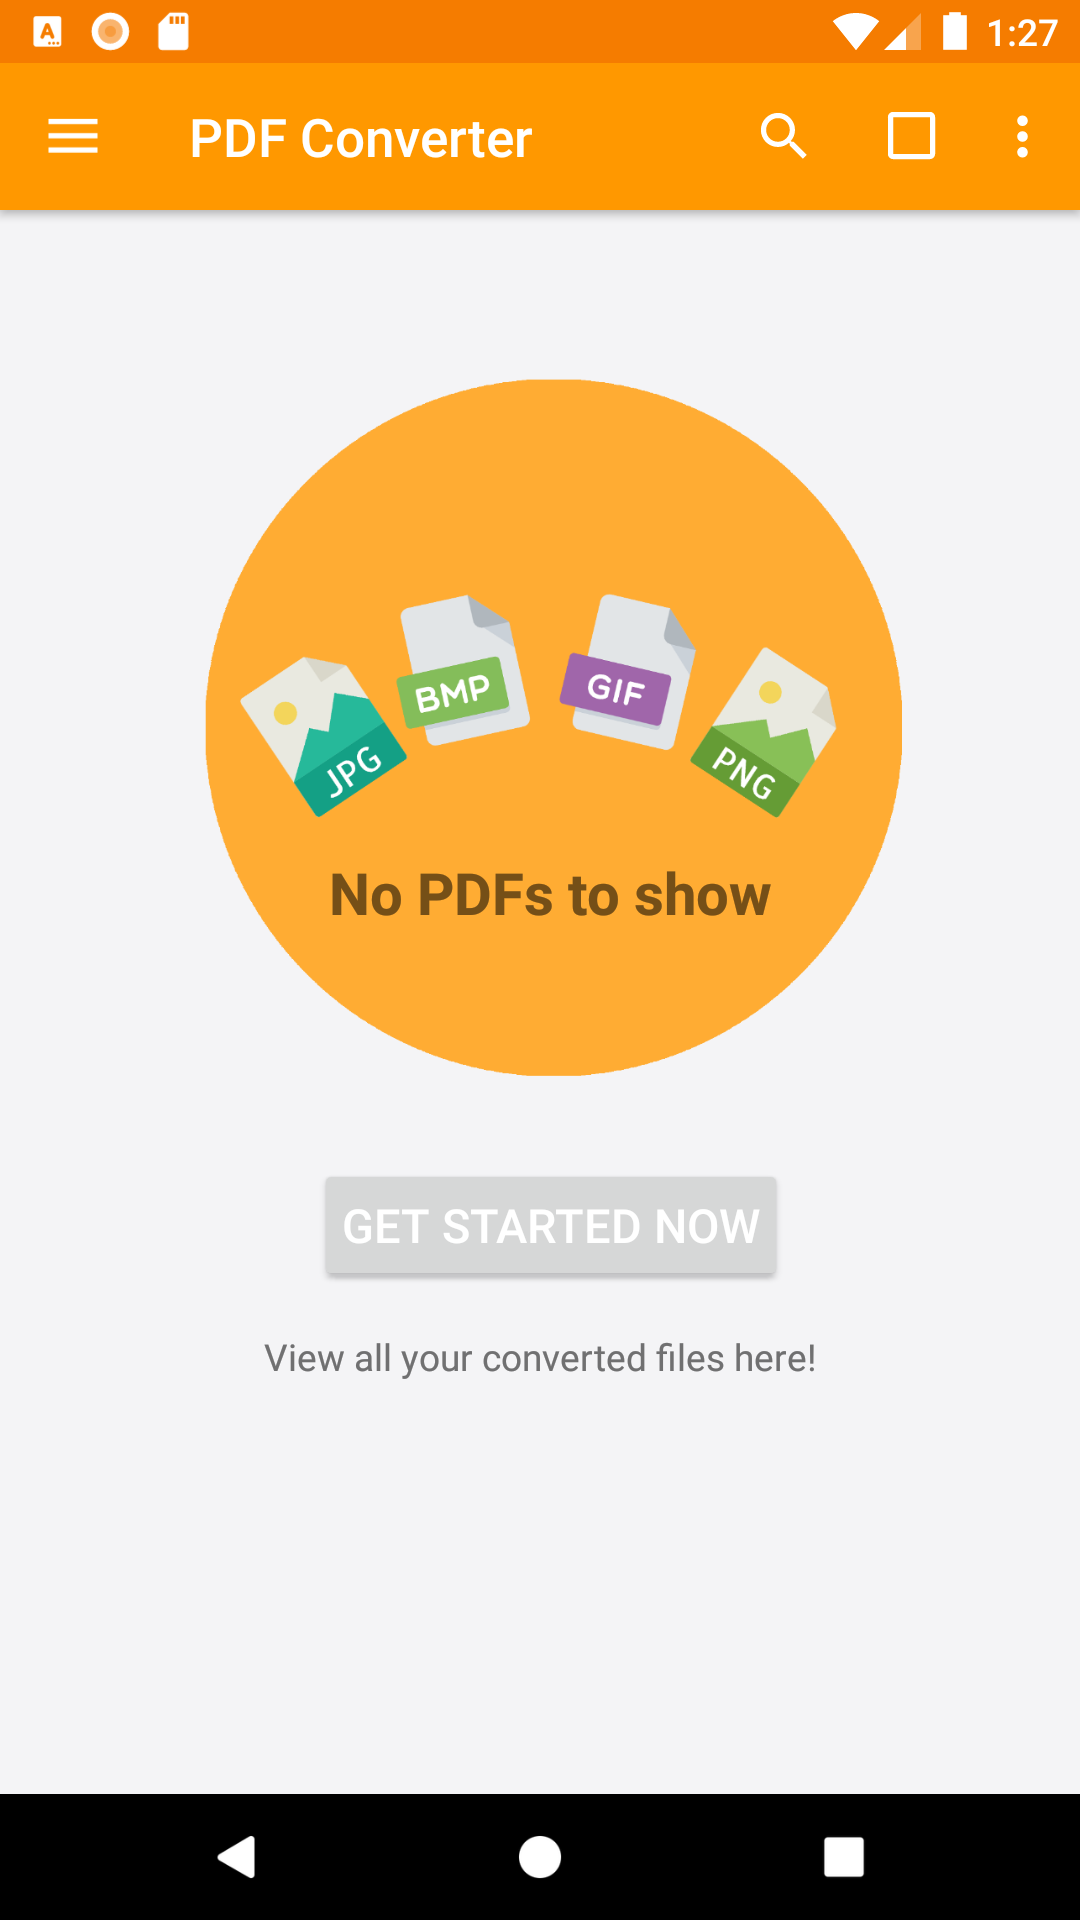 1:27
PDF Converter
JPG
BMP
GIF
PNG
No PDFs to show
GET STARTED NOW
View all your converted files here!